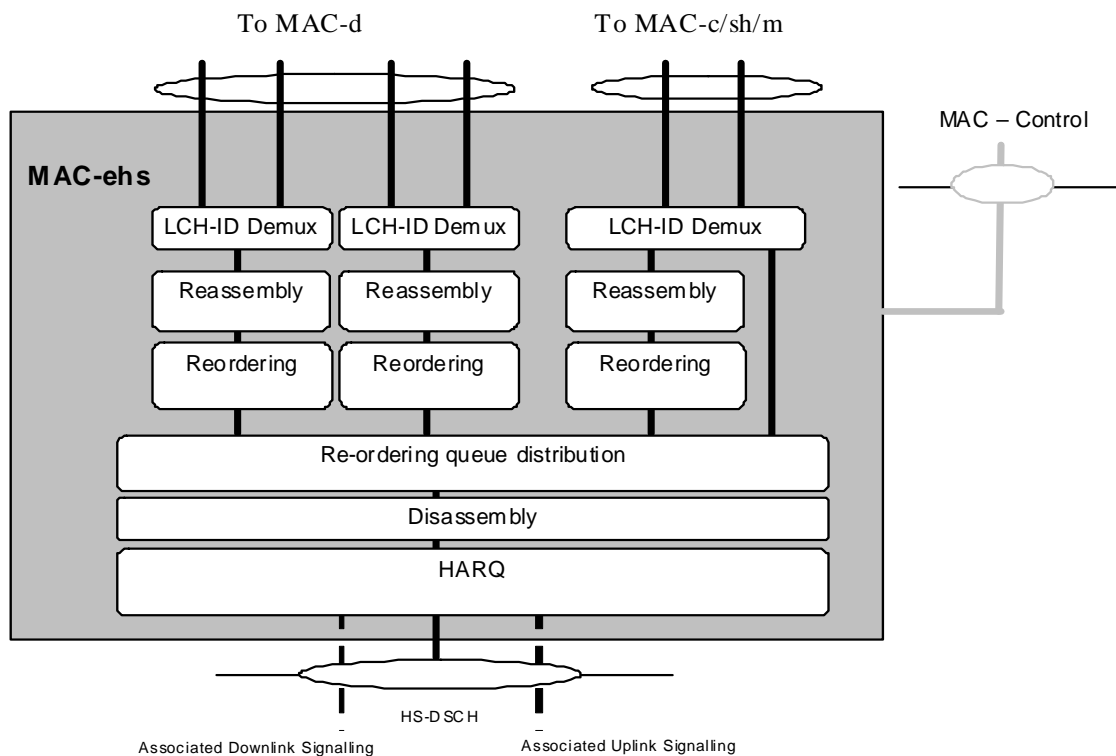 To MAC-d
To MAC-c/sh/m
MAC – Control
MAC-ehs
LCH-ID Demux
LCH-ID Demux
LCH-ID Demux
Reassembly
Reassembly
Reassembly
Reordering
Reordering
Reordering
Re-ordering queue distribution
Disassembly
HARQ
HS-DSCH
Associated Downlink Signalling
Associated Uplink Signalling